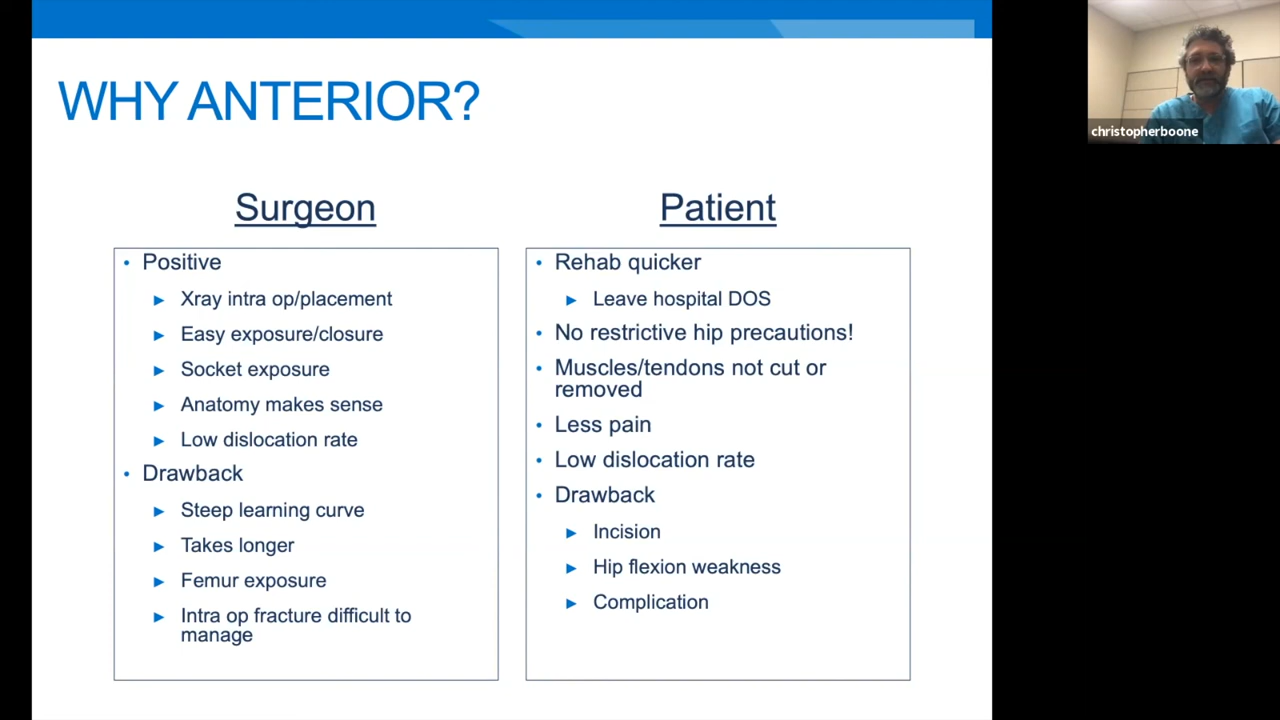 WHY ANTERIOR?
Surgeon
Positive
Xray intra op/placement
Easy exposure/closure
Socket exposure
Anatomy makes sense
Low dislocation rate
Drawback
Steep learning curve
Takes longer
Femur exposure
Intra op fracture difficult to
manage
Patient
Rehab quicker
Leave hospital DOS
No restrictive hip precautions!
Muscles/tendons not cut or
removed
Less pain
Low dislocation rate
Drawback
Incision
Hip flexion weakness
Complication
christopherboone